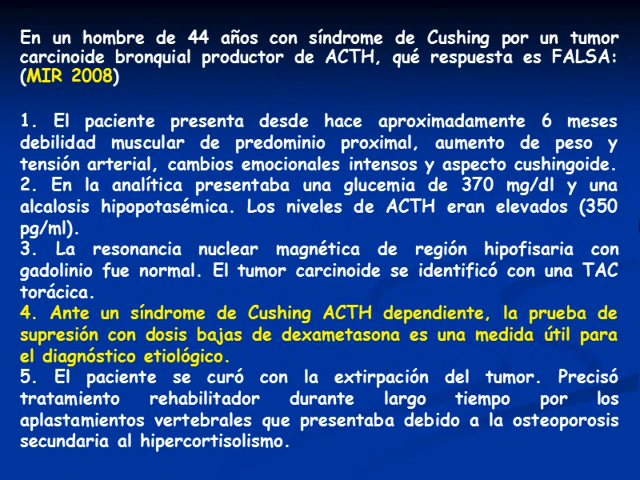 En un hombre de 44 años con síndrome de Cushing por un tumor
carcinoide bronquial productor de ACTH, qué respuesta es FALSA:
(MIR 2008)
1. El paciente presenta desde hace aproximadamente 6 meses
debilidad muscular de predominio proximal, aumento de peso y
tensión arterial, cambios emocionales intensos y aspecto cushingoide.
2. En la analítica presentaba una glucemia de 370 mg/dl y una
alcalosis hipopotasémica. Los niveles de ACTH eran elevados (350
pg/ml).
3. La resonancia nuclear magnética de región hipofisaria con
gadolinio fue normal. El tumor carcinoide se identificó con una TAC
torácica.
4. Ante un síndrome de Cushing ACTH dependiente, la prueba de
supresión con dosis bajas de dexametasona es una medida útil para
el diagnóstico etiológico.
5. El paciente se curó con la extirpación del tumor. Precisó
tratamiento rehabilitador durante largo tiempo por los
aplastamientos vertebrales que presentaba debido a la osteoporosis
secundaria al hipercortisolismo.